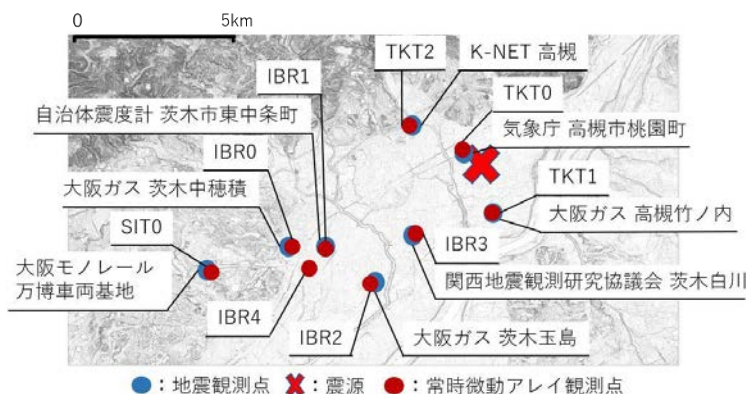 0 5km
TKT2
K-NET 高槻
IBR1
TKT0
自治体震度計 茨木市東中条町
気象庁 高槻市桃園町
IBR0
大阪ガス 茨木中穂積
TKT1
大阪ガス 高槻竹ノ内
SIT0
IBR3
大阪モノレール
万博車両基地
関西地震観測研究協議会 茨木白川
IBR4
IBR2
大阪ガス 茨木玉島
：地震観測点 ：震源 ：常時微動アレイ観測点